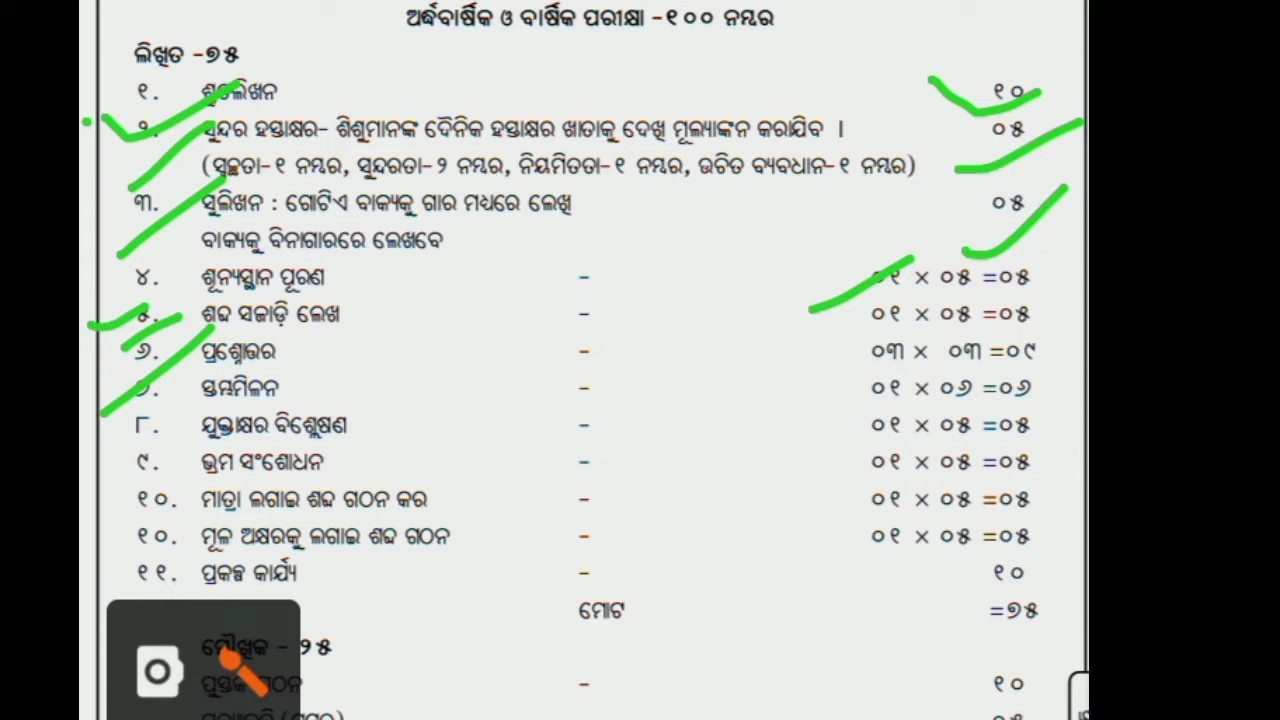 ଅର୍ଦ୍ଧବାର୍ଷିକ ଓ ବାର୍ଷିକ ପରୀକ୍ଷା -୧୦୦ ନମ୍ବର
ଲିଖିତ -୭୫
୧. ଶ୍ରୁତଲିଖନ ୧୦
୨. ସୁନ୍ଦର ହସ୍ତାକ୍ଷର- ଶିଶୁମାନଙ୍କ ଦୈନିକ ହସ୍ତାକ୍ଷର ଖାତାକୁ ଦେଖି ମୂଲ୍ୟାଙ୍କନ କରାଯିବ । ୦୫
(ସ୍ୱଚ୍ଛତା-୧ ନମ୍ବର, ସୁନ୍ଦରତା-୨ ନମ୍ବର, ନିୟମିତତା-୧ ନମ୍ବର, ଉଚିତ ବ୍ୟବଧାନ-୧ ନମ୍ବର)
୩. ସୁଲିଖନ : ଗୋଟିଏ ବାକ୍ୟକୁ ଗାର ମଧ୍ୟରେ ଲେଖି ୦୫
ବାକ୍ୟକୁ ବିନାଗାରରେ ଲେଖିବେ
୪. ଶୂନ୍ୟସ୍ଥାନ ପୂରଣ - ୦୧ × ୦୫ =୦୫
୫. ଶବ୍ଦ ସଜାଡ଼ି ଲେଖ - ୦୧ × ୦୫ =୦୫
୬. ପ୍ରଶ୍ନୋତ୍ତର - ୦୩ × ୦୩ =୦୯
୭. ସ୍ତମ୍ଭମିଳନ - ୦୧ × ୦୬ =୦୬
୮. ଯୁକ୍ତାକ୍ଷର ବିଶ୍ଳେଷଣ - ୦୧ × ୦୫ =୦୫
୯. ଭ୍ରମ ସଂଶୋଧନ - ୦୧ × ୦୫ =୦୫
୧୦. ମାତ୍ରା ଲଗାଇ ଶବ୍ଦ ଗଠନ କର - ୦୧ × ୦୫ =୦୫
୧୦. ମୂଳ ଅକ୍ଷରକୁ ଲଗାଇ ଶବ୍ଦ ଗଠନ - ୦୧ × ୦୫ =୦୫
୧୧. ପ୍ରକଳ୍ପ କାର୍ଯ୍ୟ - ୧୦
ମୋଟ =୭୫
ମୌଖିକ - ୨୫
ପୁସ୍ତକ ପଠନ - ୧୦